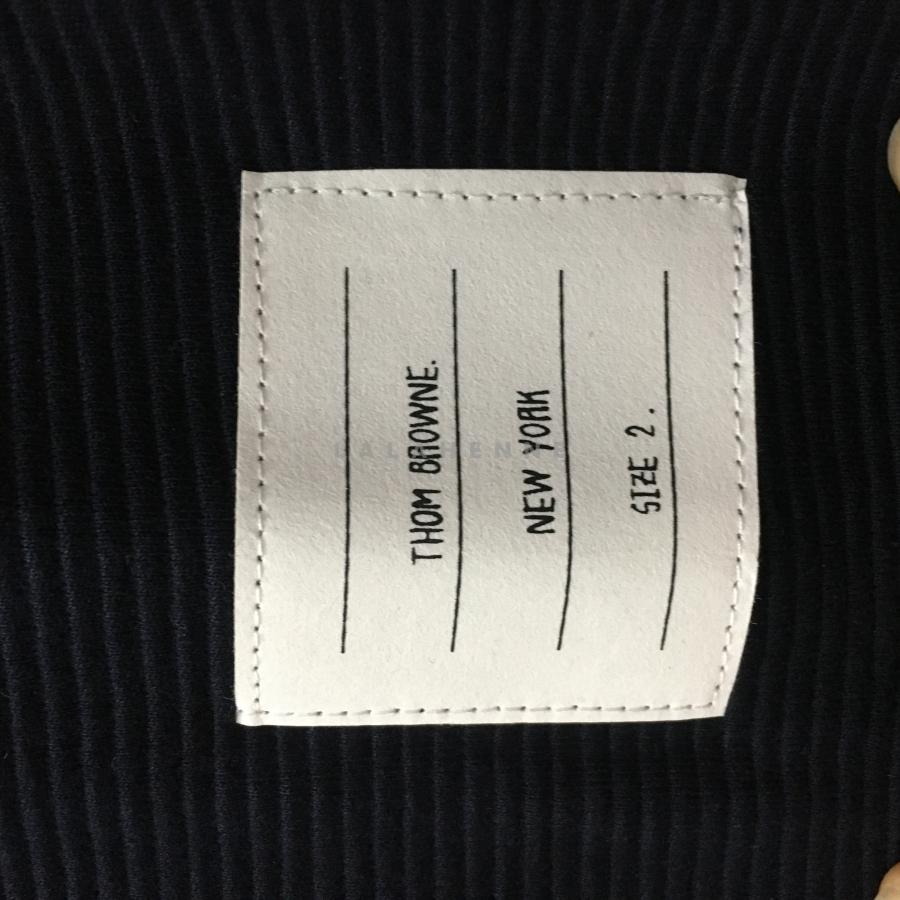 THOM BROWNE.
NEW YORK
SIZE 2.